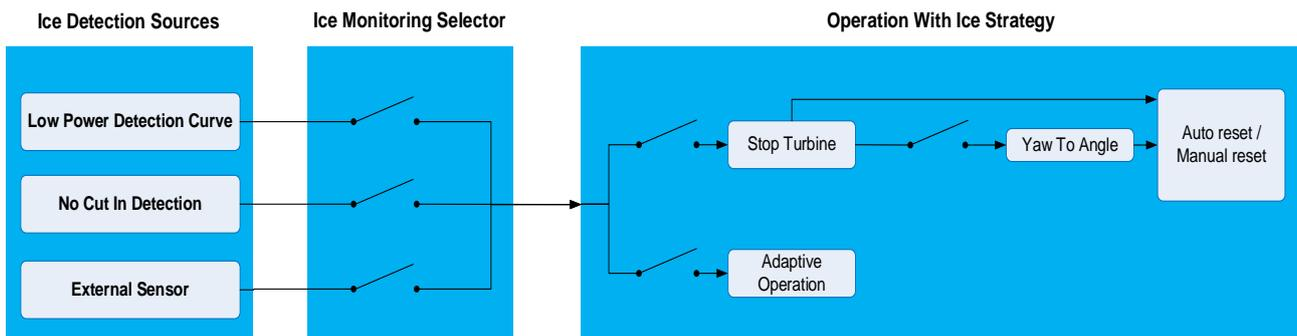 Ice Detection Sources
Ice Monitoring Selector
Operation With Ice Strategy
Low Power Detection Curve
No Cut In Detection
External Sensor
Stop Turbine
Yaw To Angle
Auto reset /
Manual reset
Adaptive
Operation